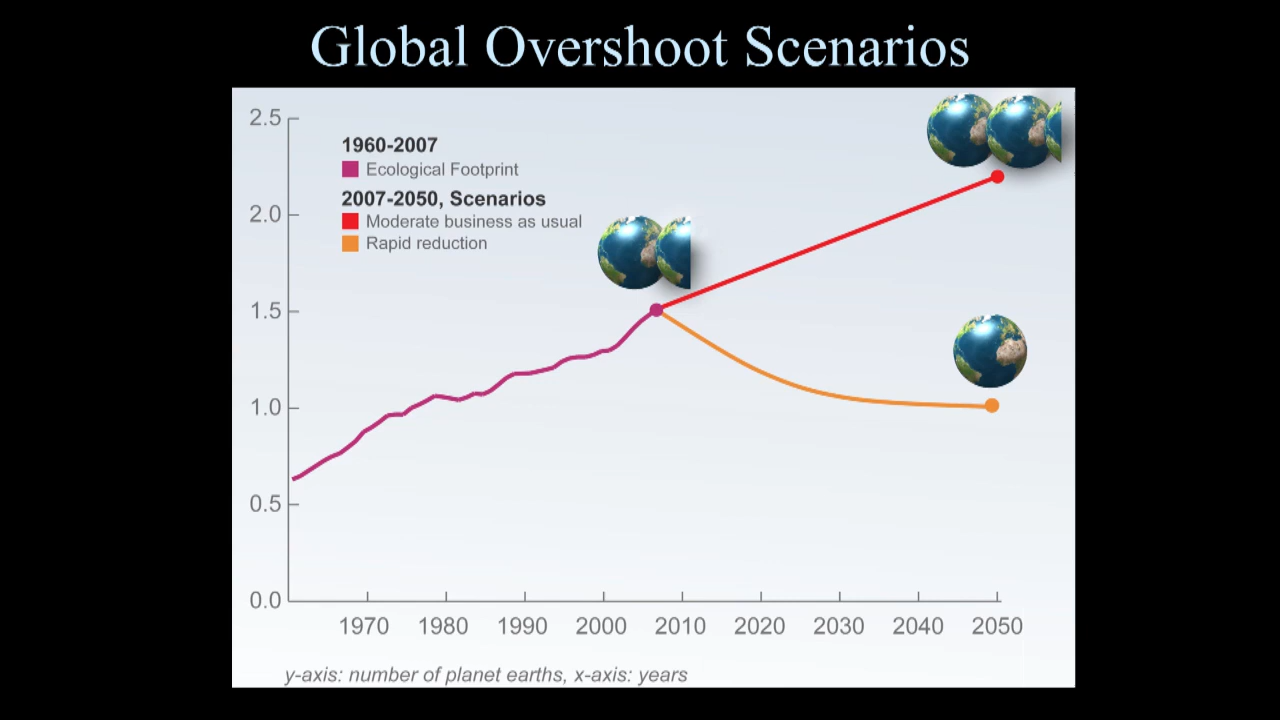 Global Overshoot Scenarios
2.5
2.0
1.5
1.0
0.5
0.0
1960-2007
Ecological Footprint
2007-2050, Scenarios
Moderate business as usual
Rapid reduction
1970 1980 1990 2000 2010 2020 2030 2040 2050
y-axis: number of planet earths, x-axis: years